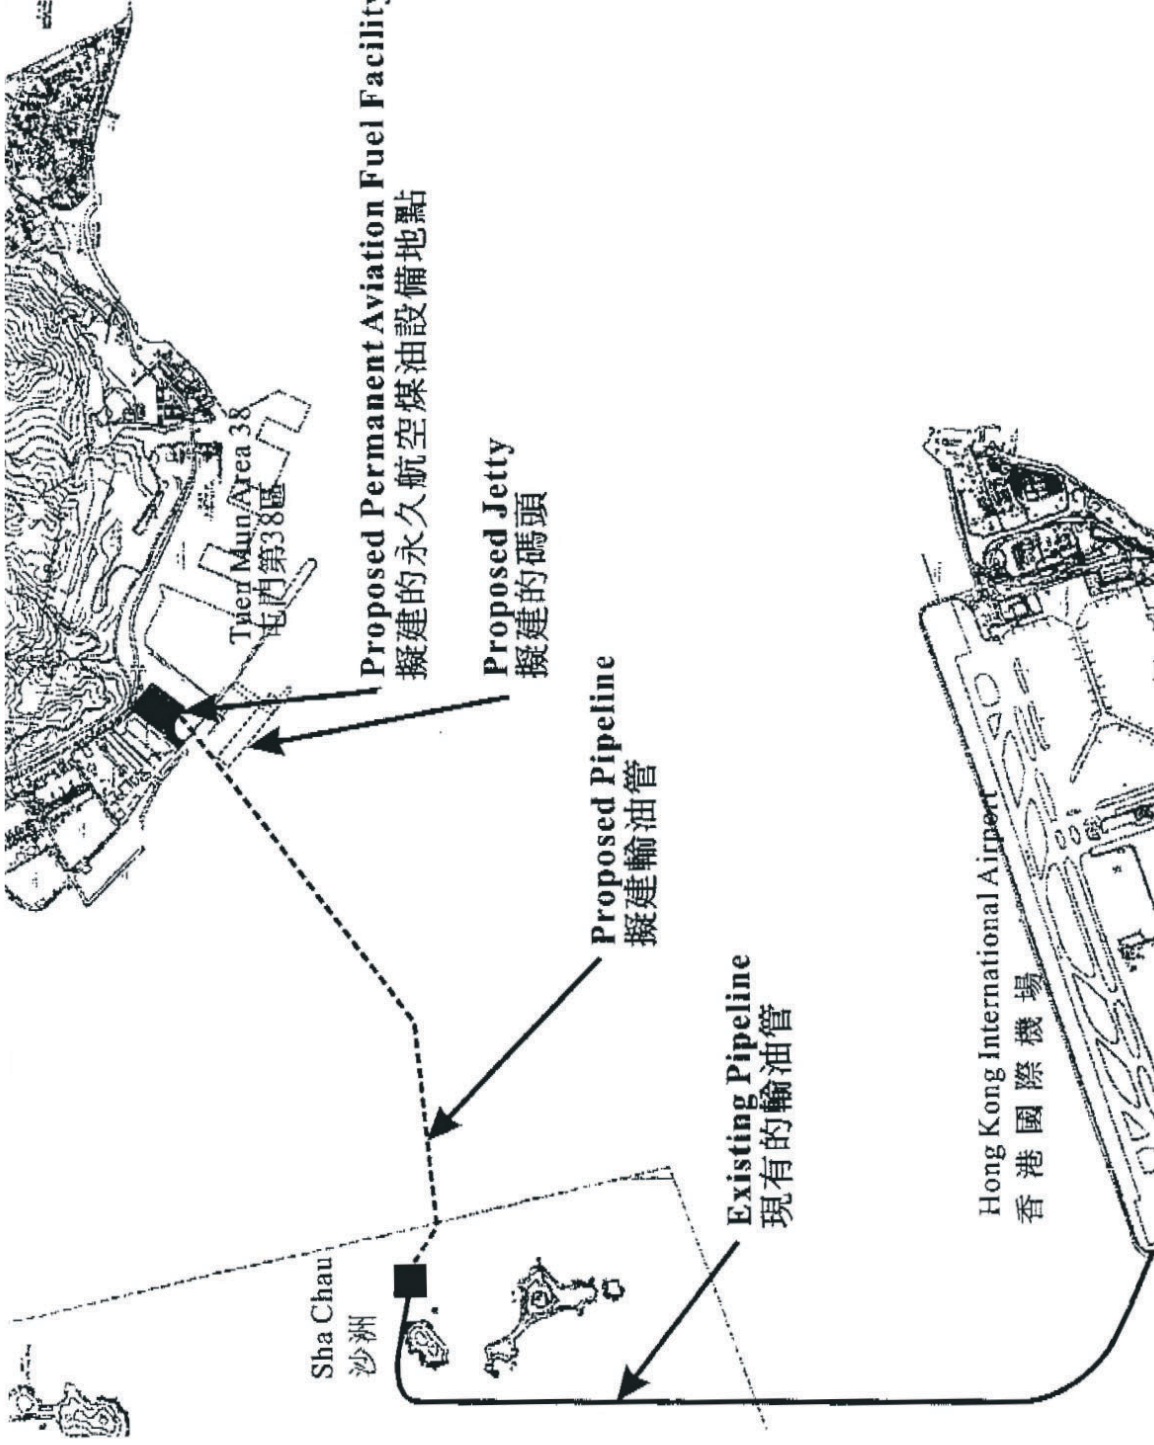 Proposed Permanent Aviation Fuel Facility
擬建的永久航空煤油設備地點
Tuen Mun Area 38
屯門第38區
Proposed Jetty
擬建的碼頭
Proposed Pipeline
擬建輸油管
Existing Pipeline
現有的輸油管
Sha Chau
沙洲
Hong Kong International Airport
香港國際機場